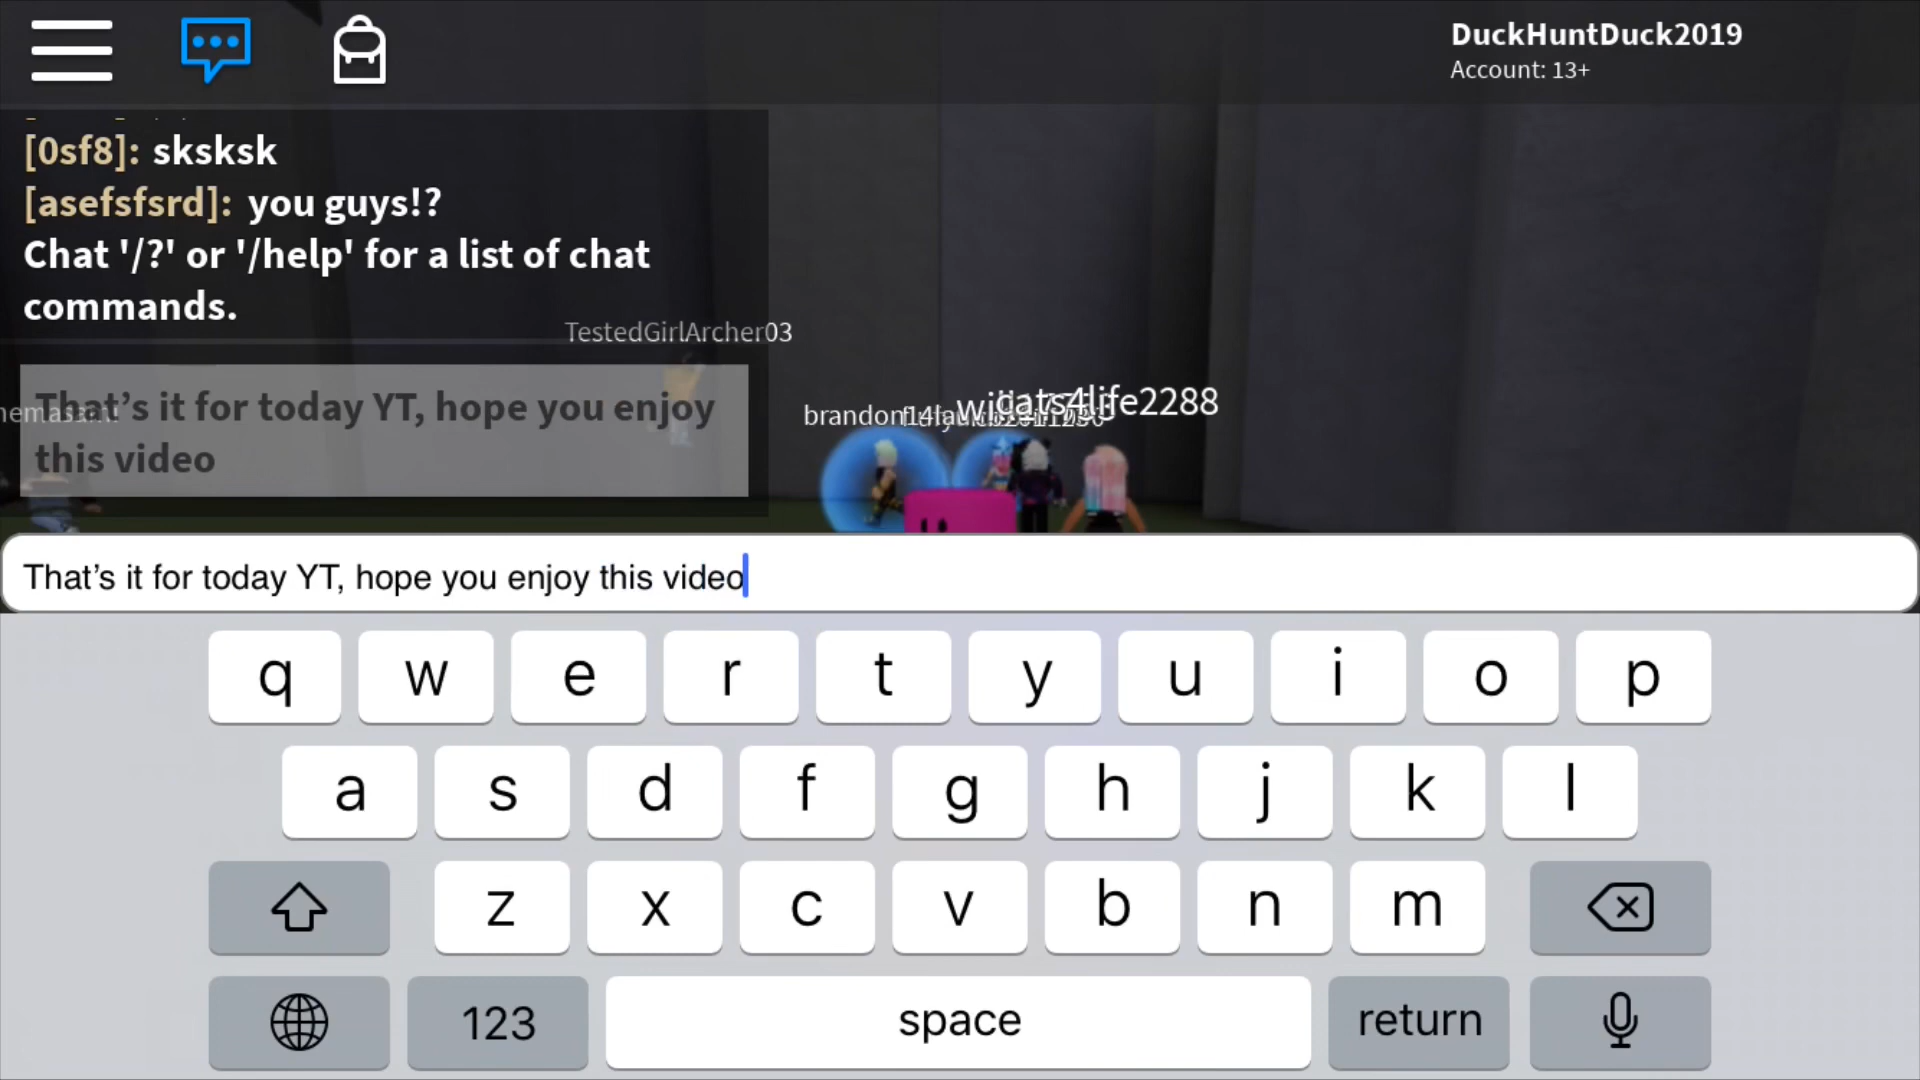 DuckHuntDuck2019
Account: 13+
[0sf8]: sksksk
[asefsfsrd]: you guys!?
Chat '/?' or '/help' for a list of chat
commands.
TestedGirlArcher03
cats4life2288
That’s it for today YT, hope you enjoy
this video
That’s it for today YT, hope you enjoy this video
q w e r t y u i o p
a s d f g h j k l
z x c v b n m
123 space return